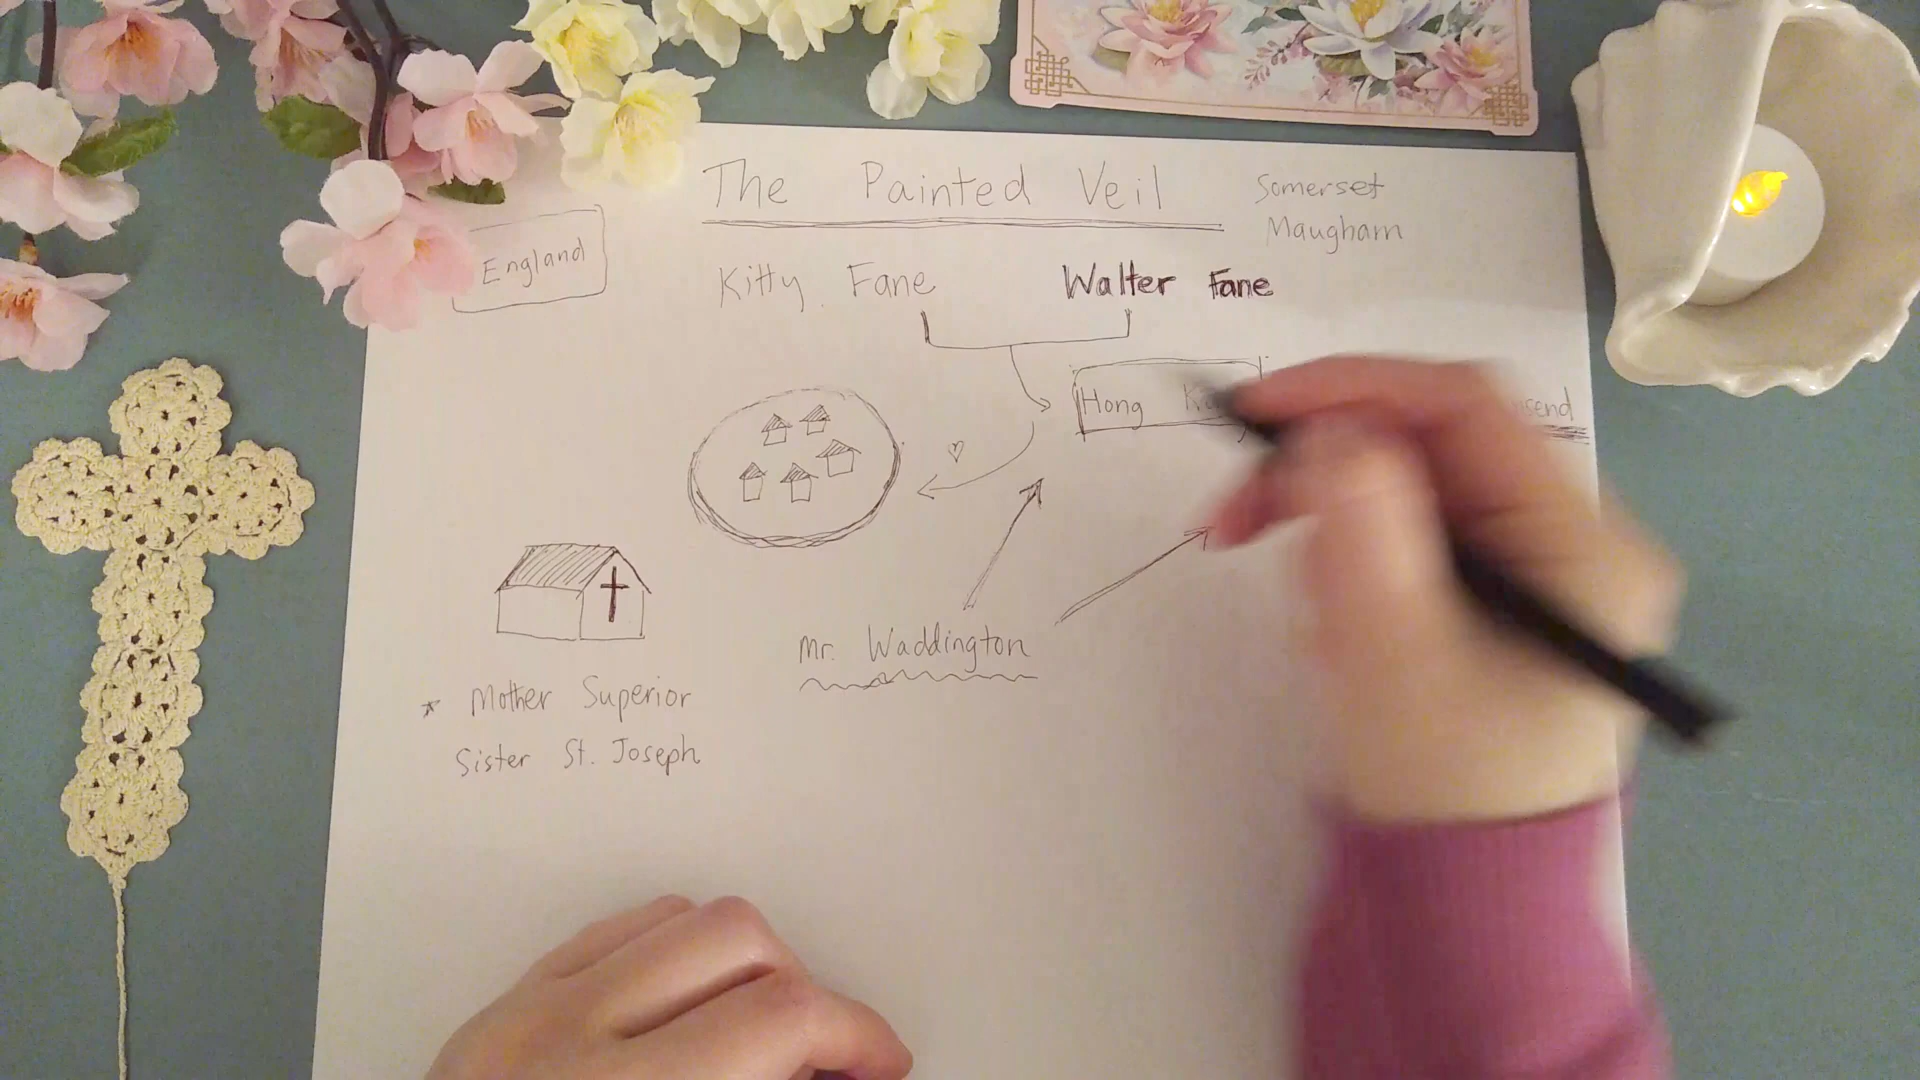 The Painted Veil
Somerset
Maugham
England
Kitty Fane
Walter Fane
Hong
Mr. Waddington
* Mother Superior
Sister St. Joseph